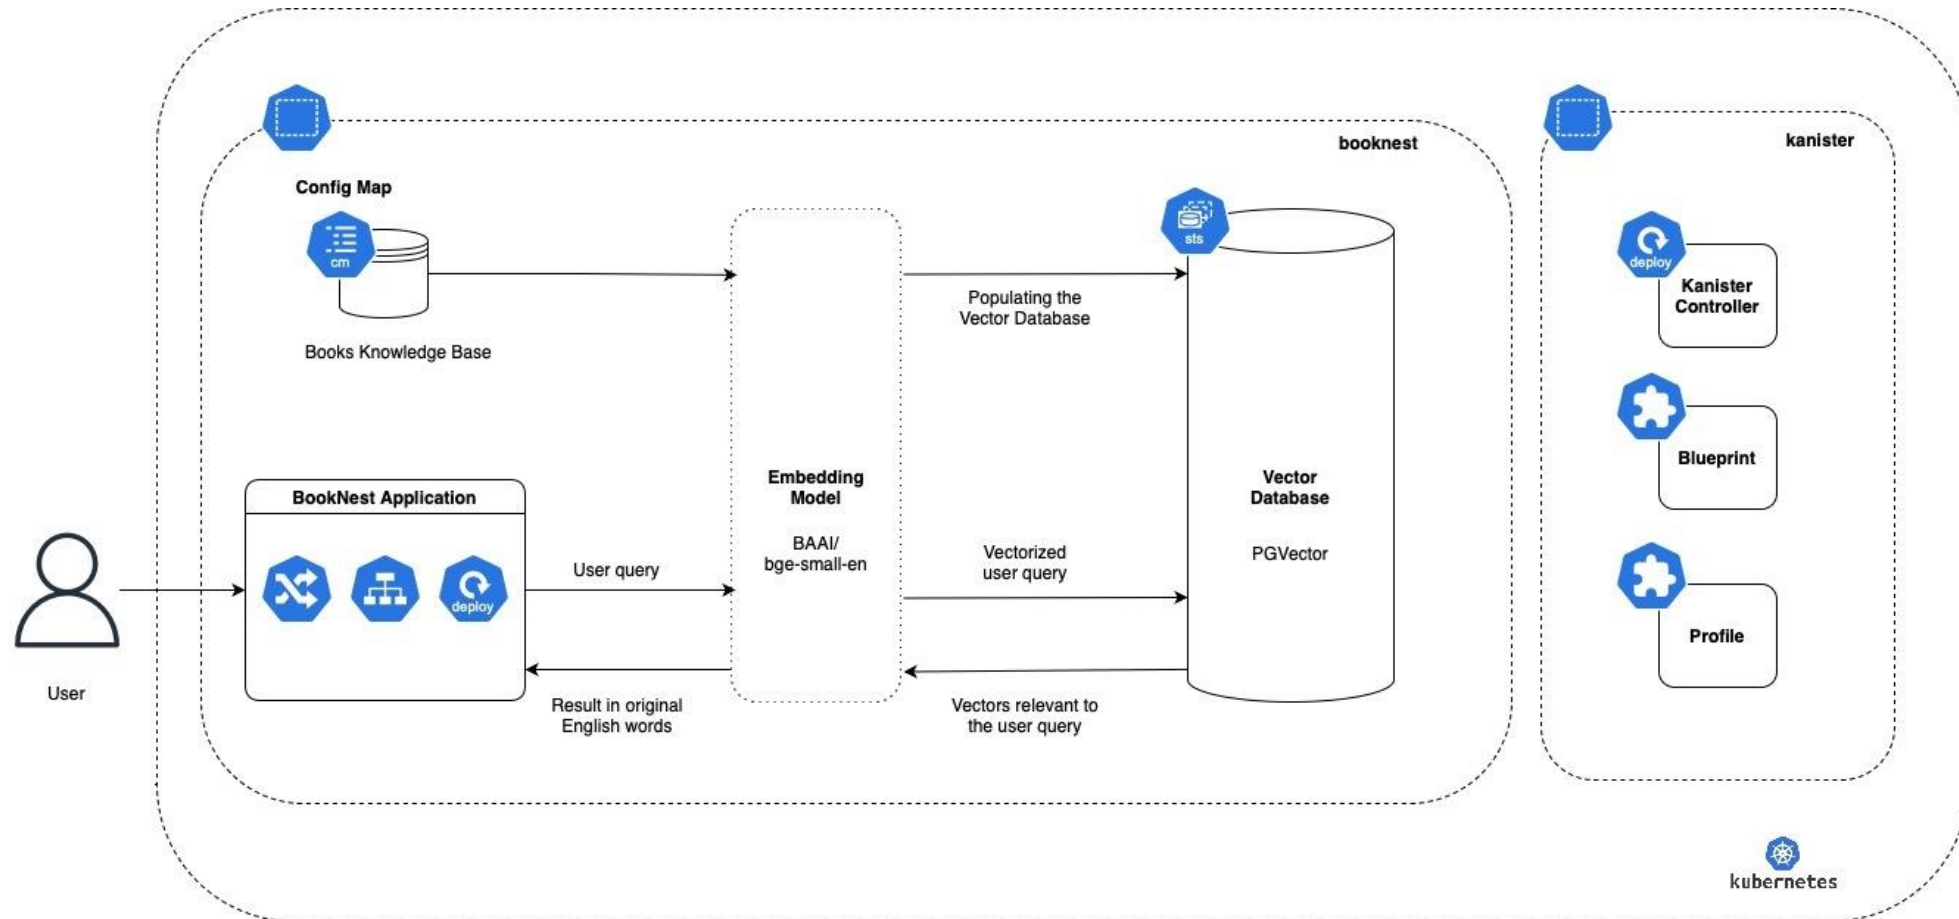 booknest
kanister
Config Map
cm
sts
deploy
Kanister
Controller
Populating the
Vector Database
Books Knowledge Base
Blueprint
BookNest Application
Embedding
Model
BAAI/
bge-small-en
Vector
Database
PGVector
User query
Vectorized
user query
deploy
Profile
User
Result in original
English words
Vectors relevant to
the user query
kubernetes